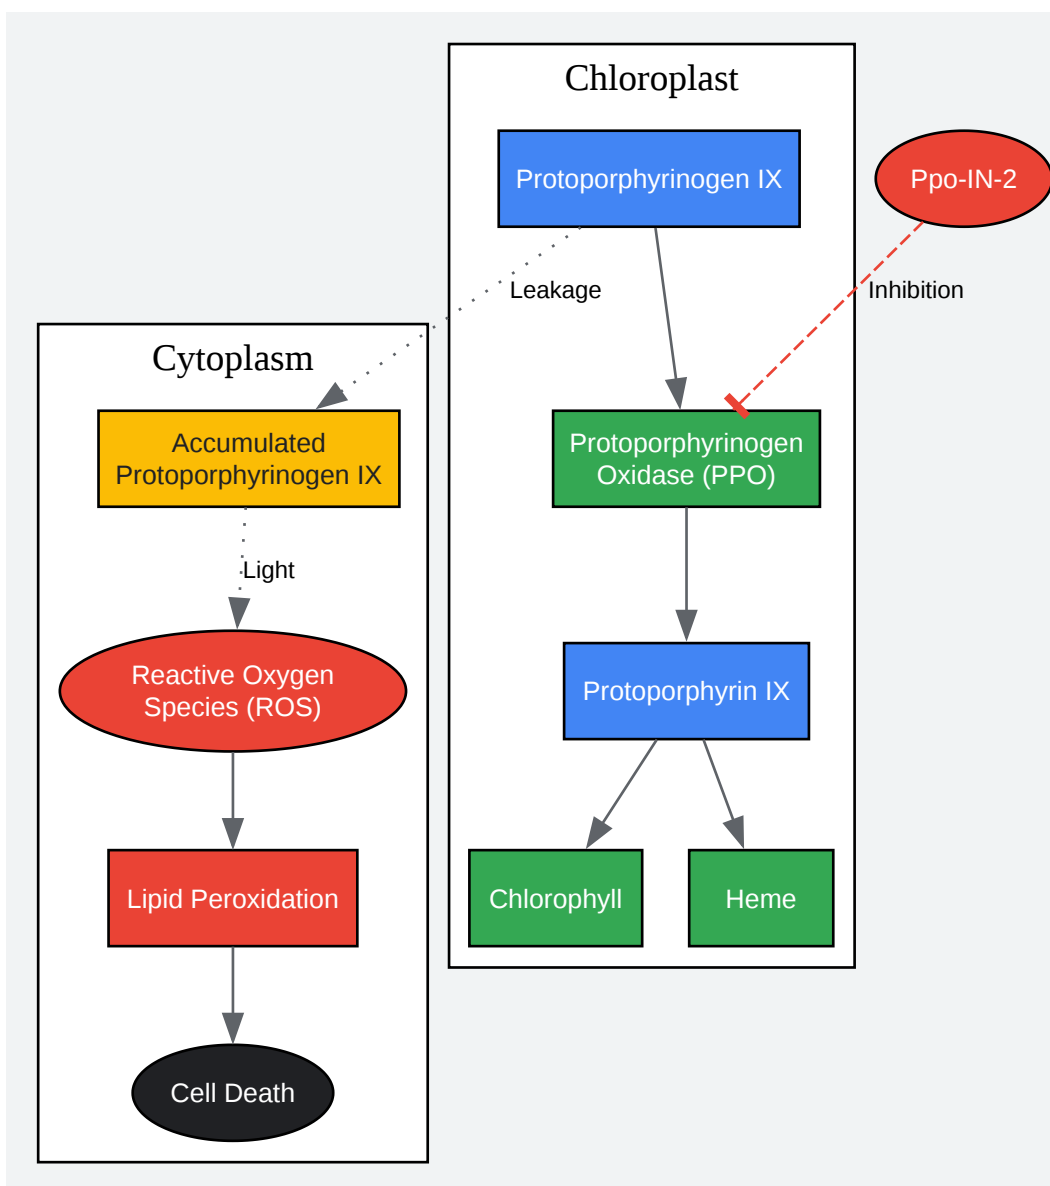 Chloroplast
Protoporphyrinogen IX
Ppo-IN-2
Leakage
Inhibition
Cytoplasm
Accumulated
Protoporphyrinogen IX
Protoporphyrinogen
Oxidase (PPO)
Light
Reactive Oxygen
Species (ROS)
Protoporphyrin IX
Lipid Peroxidation
Chlorophyll
Heme
Cell Death